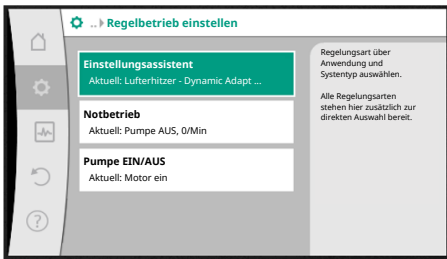 .. Regelbetrieb einstellen
Einstellungsassistent
Aktuell: Lufterhitzer - Dynamic Adapt ...
Notbetrieb
Aktuell: Pumpe AUS, 0/Min
Pumpe EIN/AUS
Aktuell: Motor ein
Regelungsart über
Anwendung und
Systemtyp auswählen.
Alle Regelungsarten
stehen hier zusätzlich zur
direkten Auswahl bereit.
?